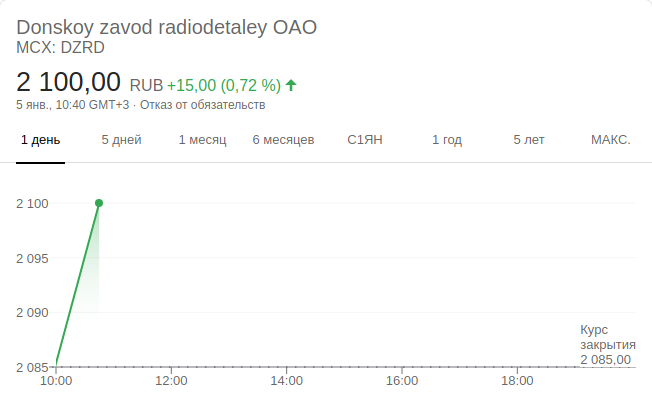 Donskoy zavod radiodetaley OAO
MCX: DZRD
2 100,00 RUB +15,00 (0,72 %)
5 янв., 10:40 GMT+3 · Отказ от обязательств
1 день 5 дней 1 месяц 6 месяцев С1ЯН 1 год 5 лет МАКС.
2 100
2 095
2 090
Курс
закрытия
2 085,00
2 085
10:00 12:00 14:00 16:00 18:00